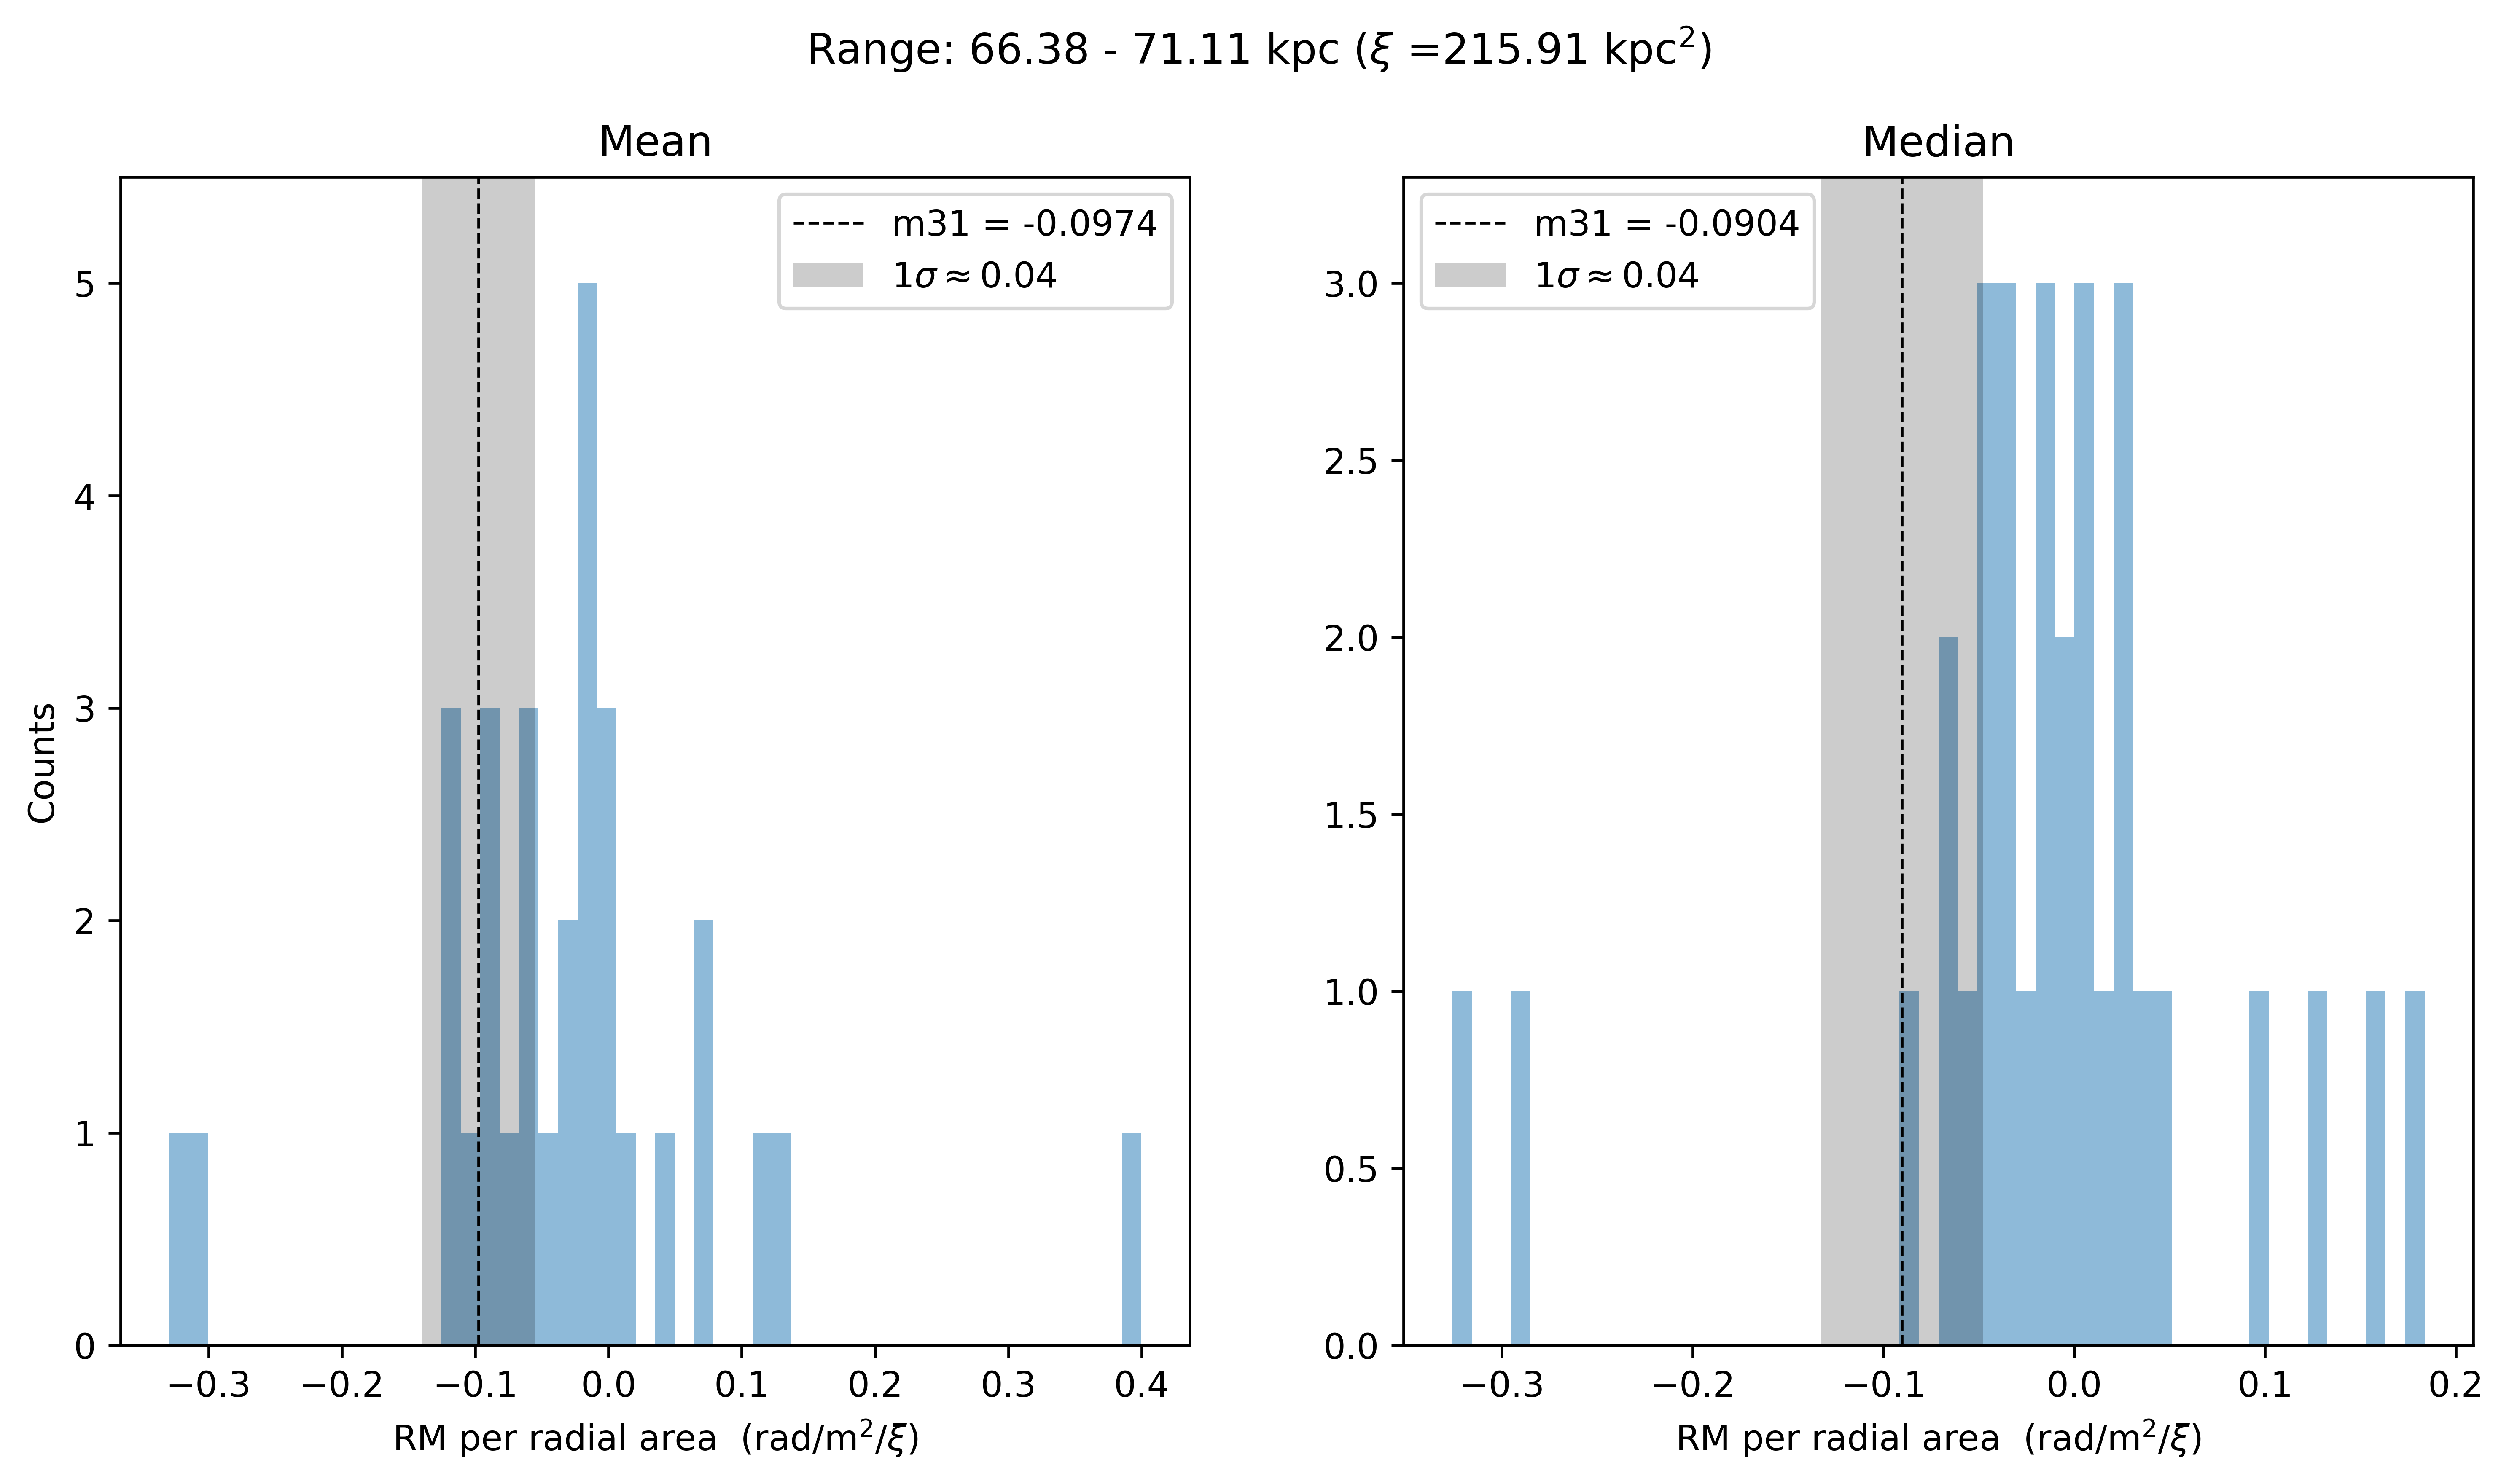 Range: 66.38 - 71.11 kpc (ξ =215.91 kpc²)
Mean
m31 = -0.0974
1σ≈0.04
5
4
3
2
1
0
Counts
−0.3 −0.2 −0.1 0.0 0.1 0.2 0.3 0.4
RM per radial area (rad/m²/ξ)
Median
m31 = -0.0904
1σ≈0.04
3.0
2.5
2.0
1.5
1.0
0.5
0.0
−0.3 −0.2 −0.1 0.0 0.1 0.2
RM per radial area (rad/m²/ξ)